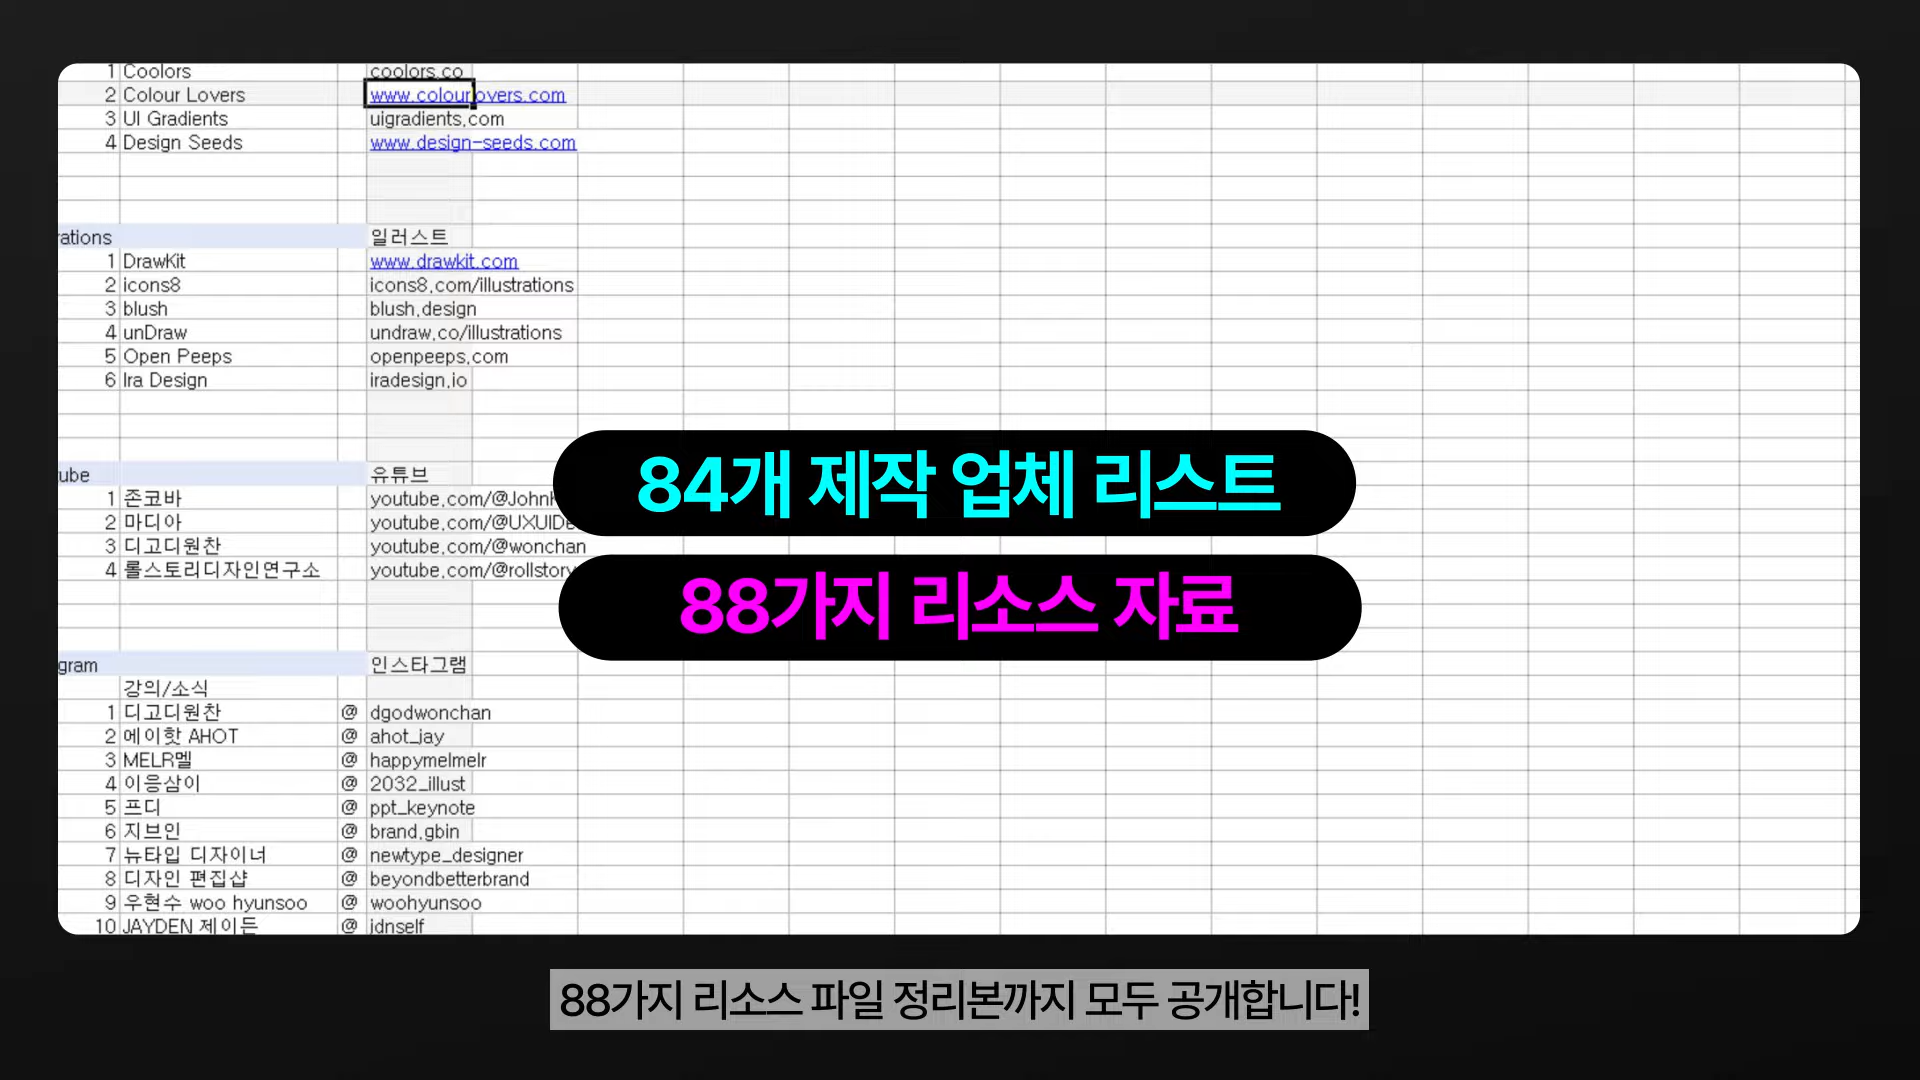 1 Coolors coolors.co
2 Colour Lovers www.colourlovers.com
3 UI Gradients uigradients.com
4 Design Seeds www.design-seeds.com
rations 일러스트
1 DrawKit www.drawkit.com
2 icons8 icons8.com/illustrations
3 blush blush.design
4 unDraw undraw.co/illustrations
5 Open Peeps openpeeps.com
6 Ira Design iradesign.io
84개 제작 업체 리스트
88가지 리소스 자료
ube 유튜브
1 존코바 youtube.com/@John
2 마디아 youtube.com/@UXUIDe
3 디고디원찬 youtube.com/@wonchan
4 롤스토리디자인연구소 youtube.com/@rollstory
gram 인스타그램
강의/소식
1 디고디원찬 @ dgodwonchan
2 에이핫 AHOT @ ahot_jay
3 MELR멜 @ happymelmelr
4 이응삼이 @ 2032_illust
5 프디 @ ppt_keynote
6 지브인 @ brand.gbin
7 뉴타입 디자이너 @ newtype_designer
8 디자인 편집샵 @ beyondbetterbrand
9 우현수 woo hyunsoo @ woohyunsoo
10 JAYDEN 제이든 @ jdnself
88가지 리소스 파일 정리본까지 모두 공개합니다!